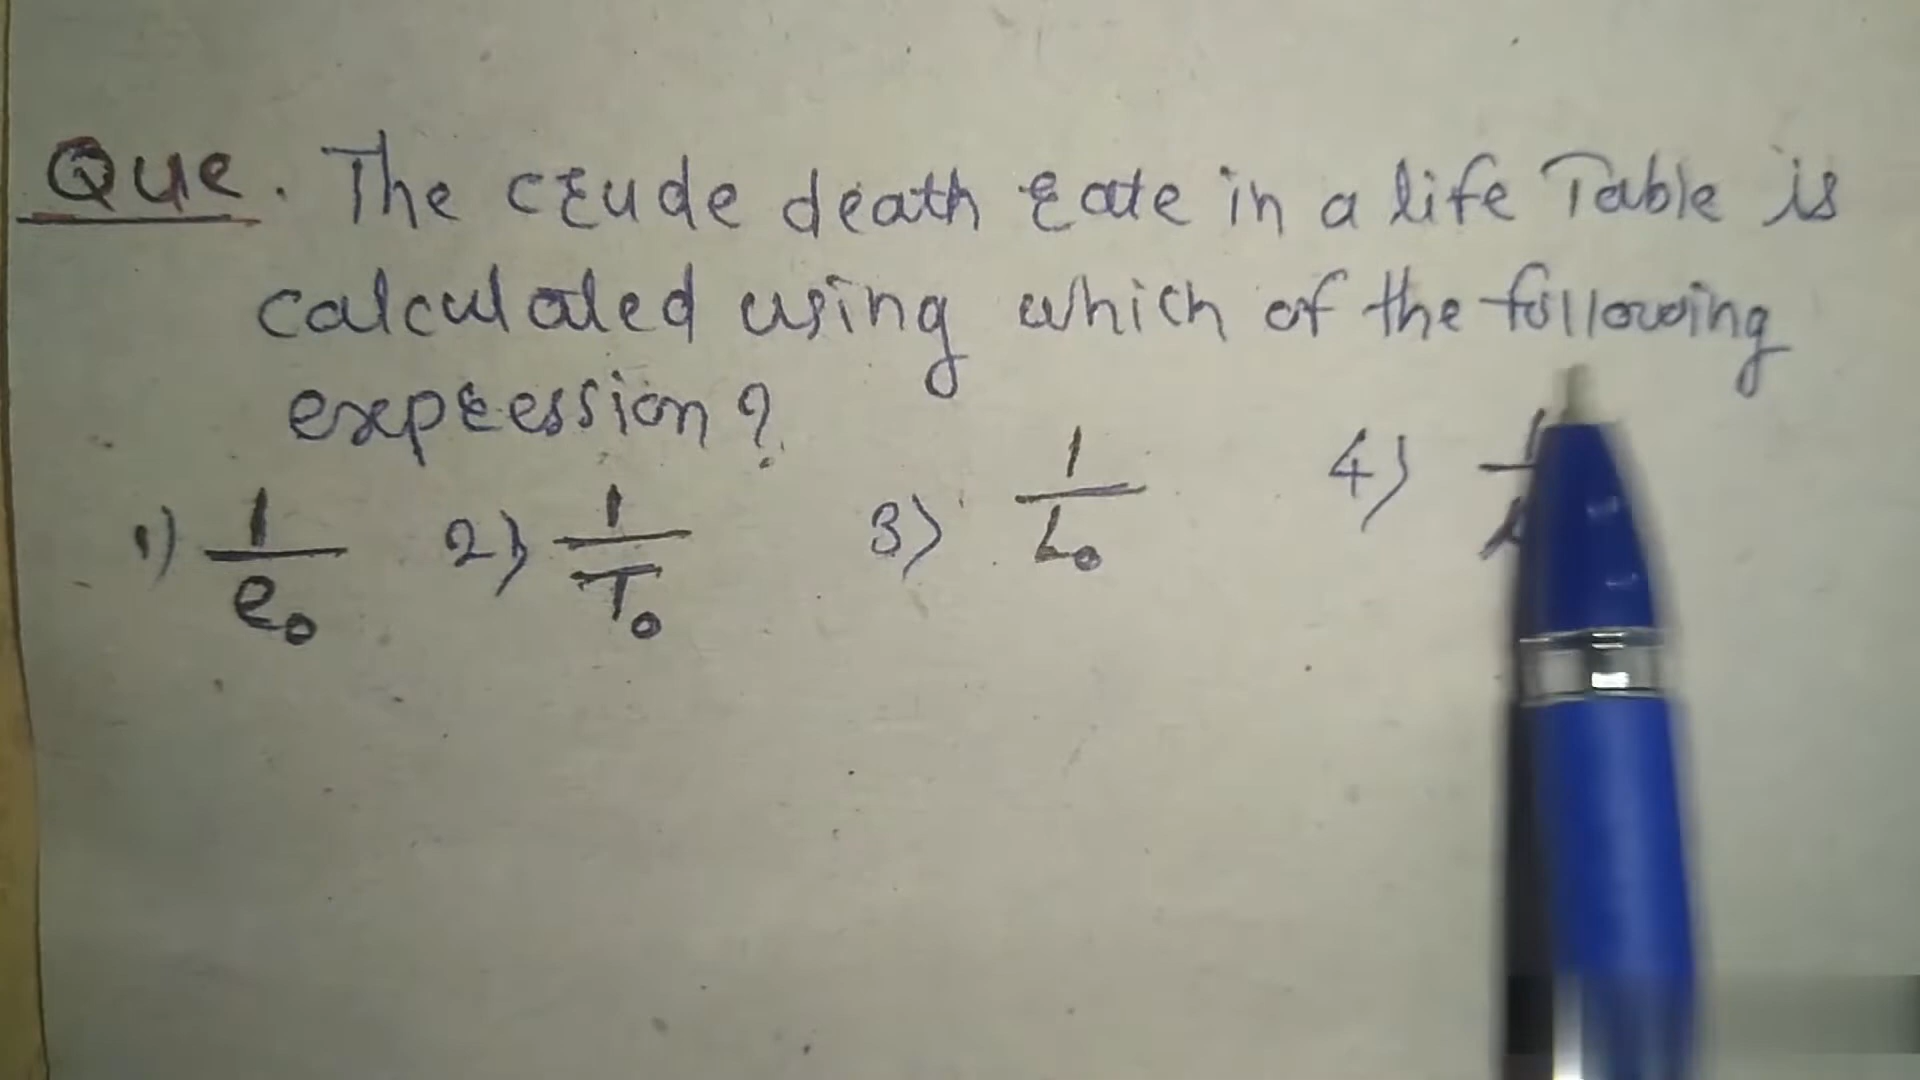 Que. The crude death rate in a life Table is
calculated using which of the following
expression?
1) 1/e₀ 2) 1/T₀ 3) 1/L₀ 4)